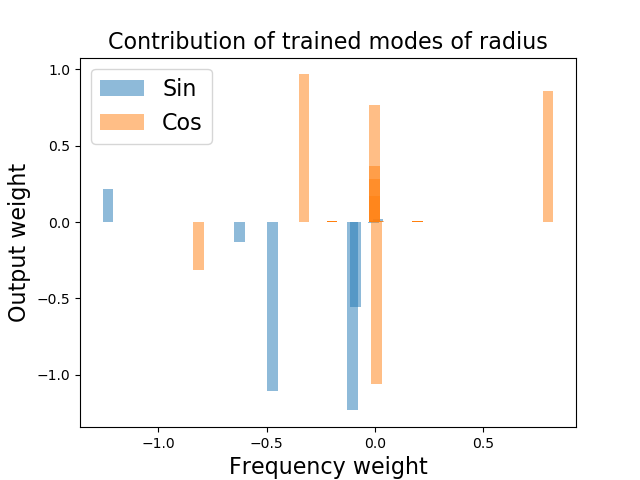 Contribution of trained modes of radius
Sin
Cos
1.0
0.5
0.0
−0.5
−1.0
Output weight
−1.0
−0.5
0.0
0.5
Frequency weight